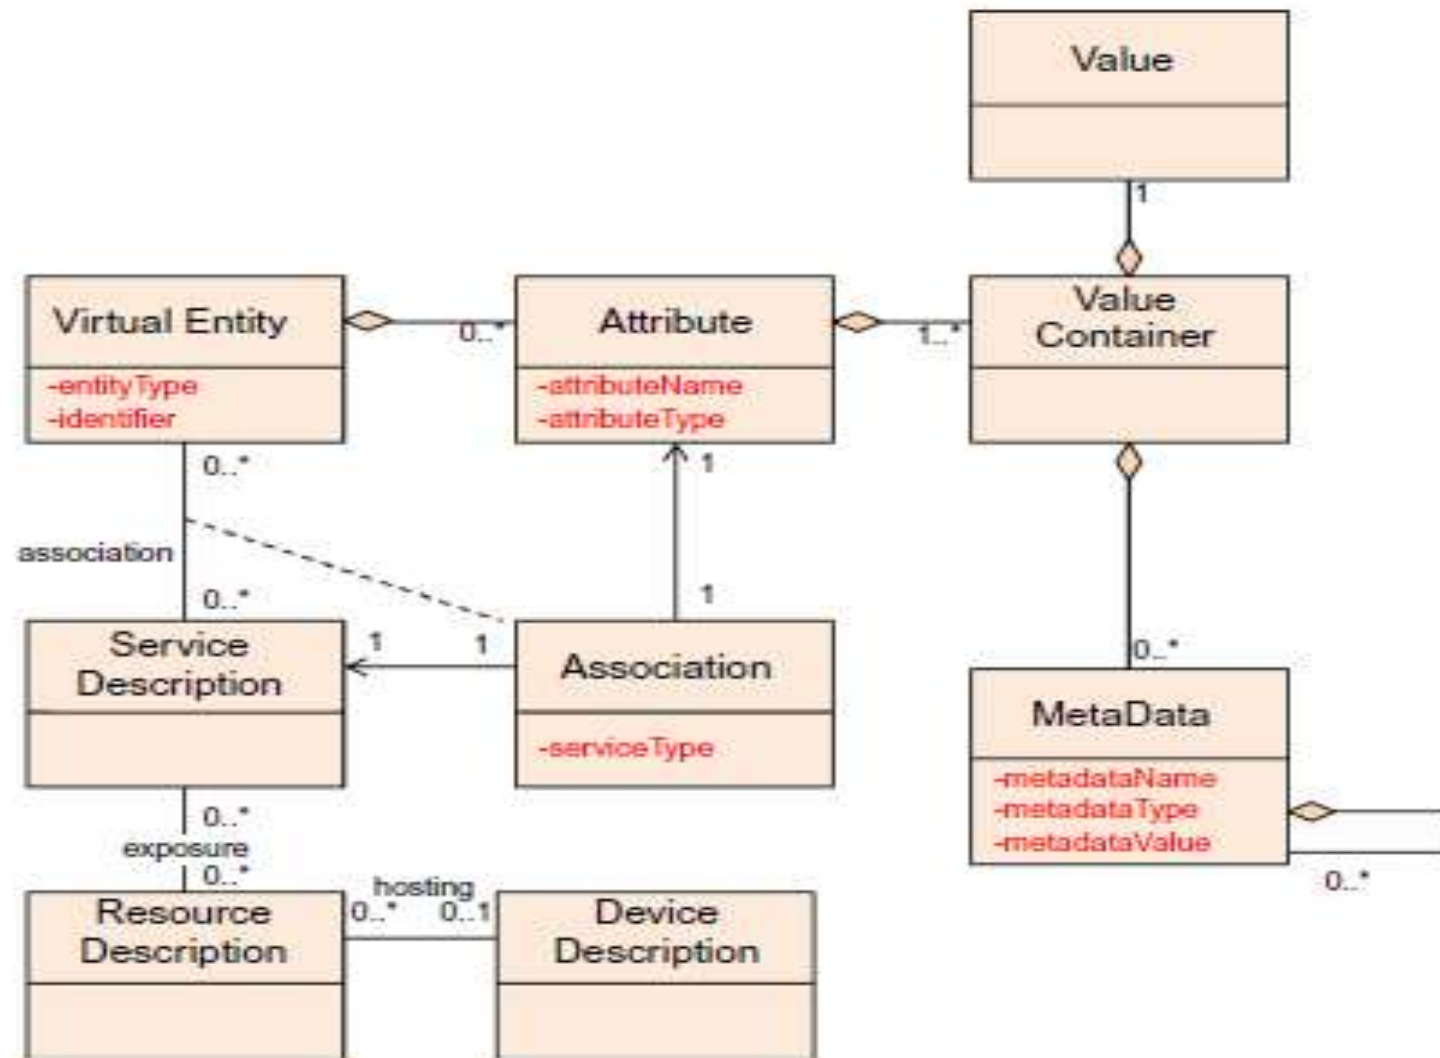 Value
1
Virtual Entity
0..*
Attribute
1..*
Value
Container
-entityType
-identifier
-attributeName
-attributeType
0..*
1
association
0..*
1
Service
Description
1
1
Association
0..*
-serviceType
MetaData
-metadataName
-metadataType
-metadataValue
0..*
0..*
exposure
0..*
hosting
0..*
0..1
Resource
Description
Device
Description